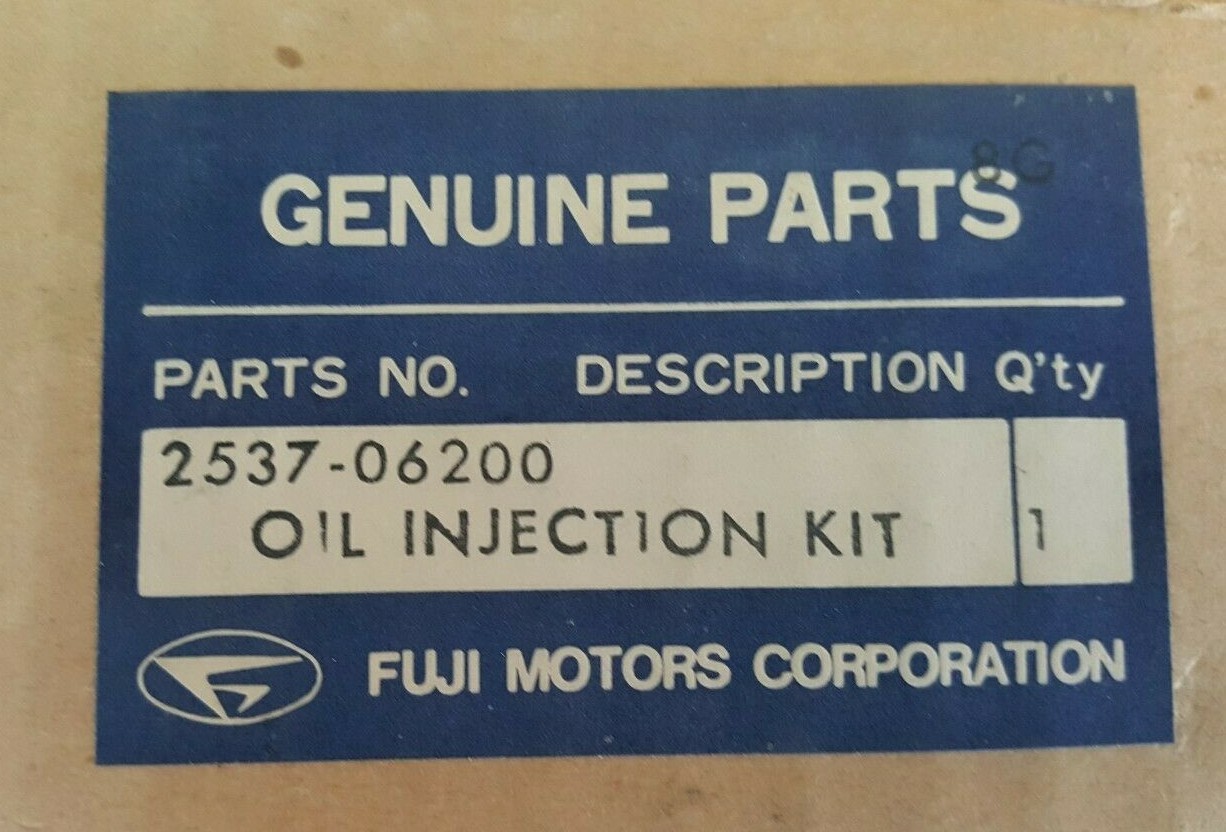 8G
GENUINE PARTS
PARTS NO. DESCRIPTION Q'ty
2537-06200
OIL INJECTION KIT 1
FUJI MOTORS CORPORATION